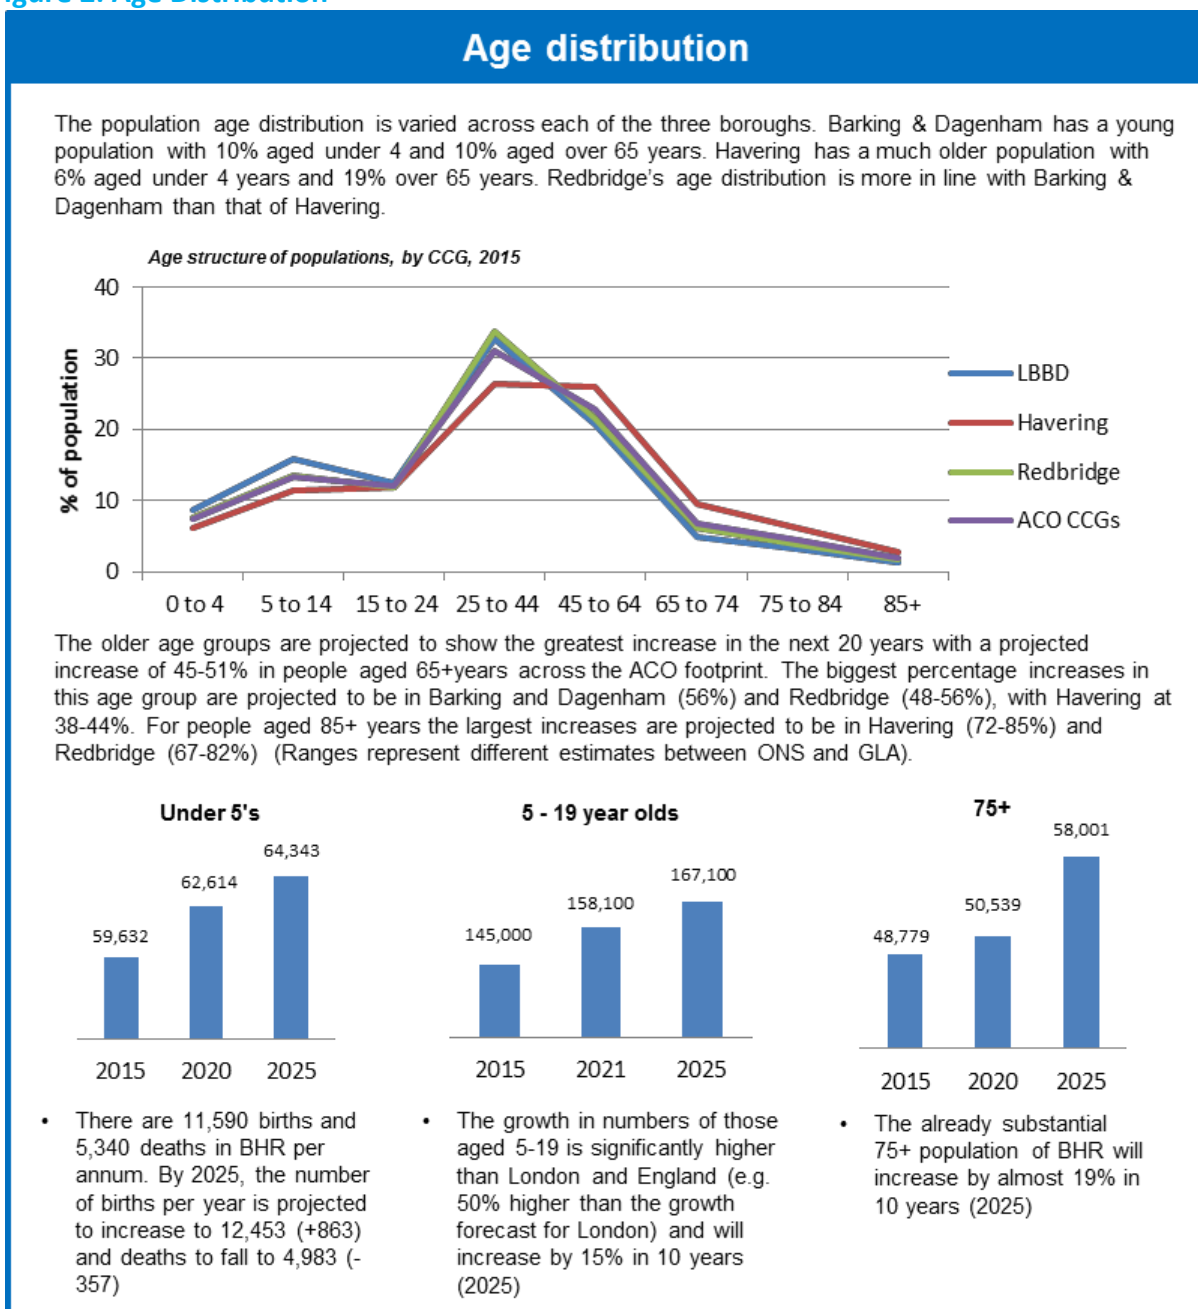 Age distribution
The population age distribution is varied across each of the three boroughs. Barking & Dagenham has a young
population with 10% aged under 4 and 10% aged over 65 years. Havering has a much older population with
6% aged under 4 years and 19% over 65 years. Redbridge's age distribution is more in line with Barking &
Dagenham than that of Havering.
Age structure of populations, by CCG, 2015
% of population
40
30
20
10
0
0 to 4 5 to 14 15 to 24 25 to 44 45 to 64 65 to 74 75 to 84 85+
LBBD
Havering
Redbridge
ACO CCGs
The older age groups are projected to show the greatest increase in the next 20 years with a projected
increase of 45-51% in people aged 65+years across the ACO footprint. The biggest percentage increases in
this age group are projected to be in Barking and Dagenham (56%) and Redbridge (48-56%), with Havering at
38-44%. For people aged 85+ years the largest increases are projected to be in Havering (72-85%) and
Redbridge (67-82%) (Ranges represent different estimates between ONS and GLA).
Under 5's
59,632
62,614
64,343
2015 2020 2025
There are 11,590 births and
5,340 deaths in BHR per
annum. By 2025, the number
of births per year is projected
to increase to 12,453 (+863)
and deaths to fall to 4,983 (-
357)
5 - 19 year olds
145,000
158,100
167,100
2015 2021 2025
The growth in numbers of those
aged 5-19 is significantly higher
than London and England (e.g.
50% higher than the growth
forecast for London) and will
increase by 15% in 10 years
(2025)
75+
48,779
50,539
58,001
2015 2020 2025
The already substantial
75+ population of BHR will
increase by almost 19% in
10 years (2025)